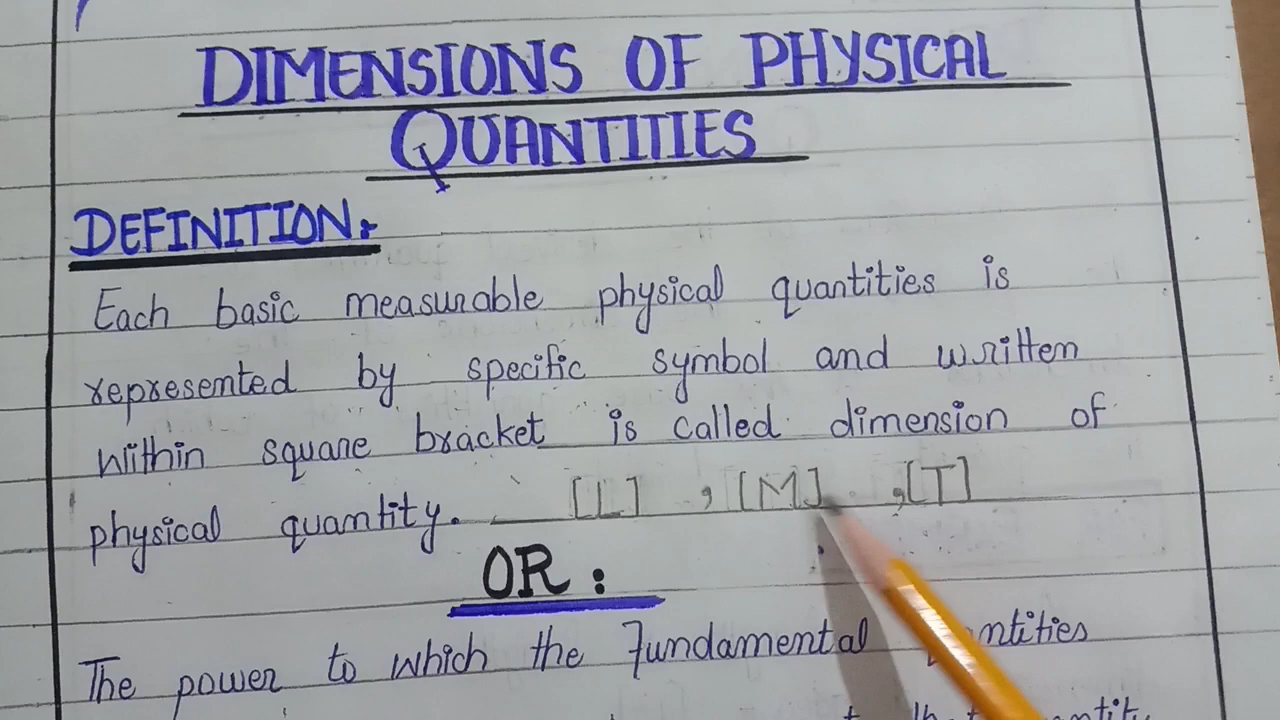 DIMENSIONS OF PHYSICAL
QUANTITIES
DEFINITION:
Each basic measurable physical quantities is
represented by specific symbol and written
within square bracket is called dimension of
physical quantity. [L] , [M] , [T]
OR :
The power to which the Fundamental